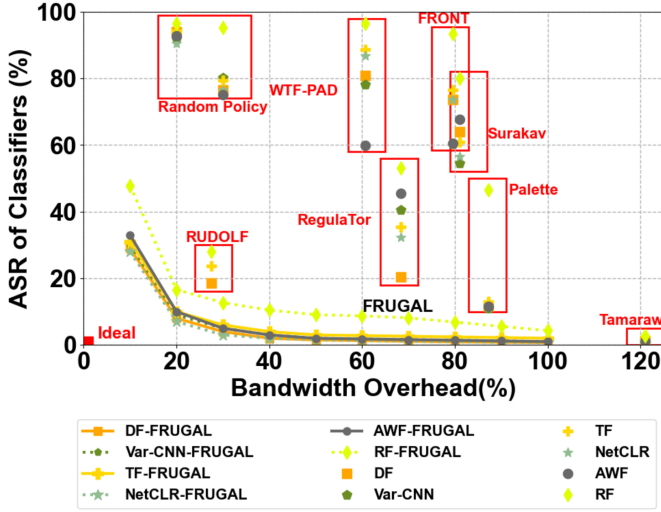 100
80
60
40
20
0
ASR of Classifiers (%)
FRONT
WTF-PAD
Random Policy
Surakav
Palette
RegulaTor
RUDOLF
FRUGAL
Ideal
Tamaraw
20 40 60 80 100 120
Bandwidth Overhead(%)
DF-FRUGAL AWF-FRUGAL TF
Var-CNN-FRUGAL RF-FRUGAL NetCLR
TF-FRUGAL DF AWF
NetCLR-FRUGAL Var-CNN RF